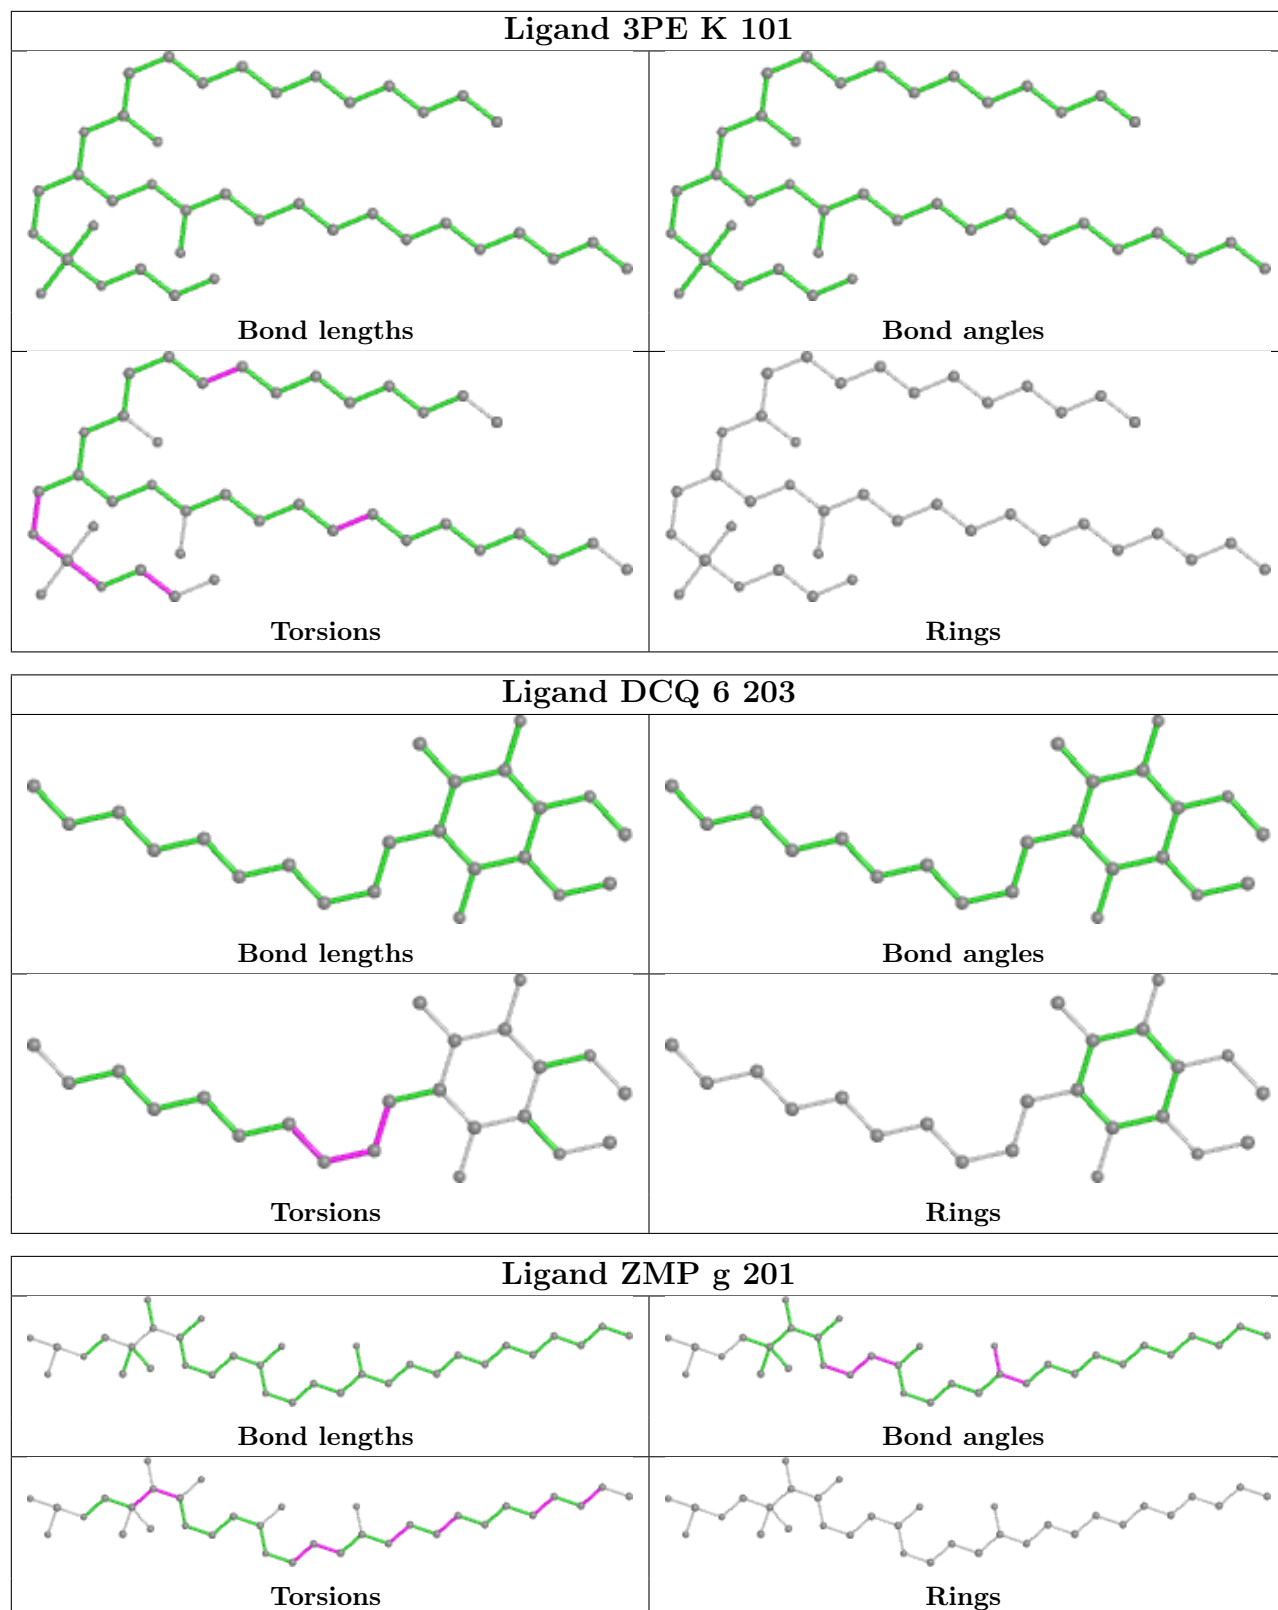 Ligand 3PE K 101
Bond lengths
Bond angles
Torsions
Rings
Ligand DCQ 6 203
Bond lengths
Bond angles
Torsions
Rings
Ligand ZMP g 201
Bond lengths
Bond angles
Torsions
Rings